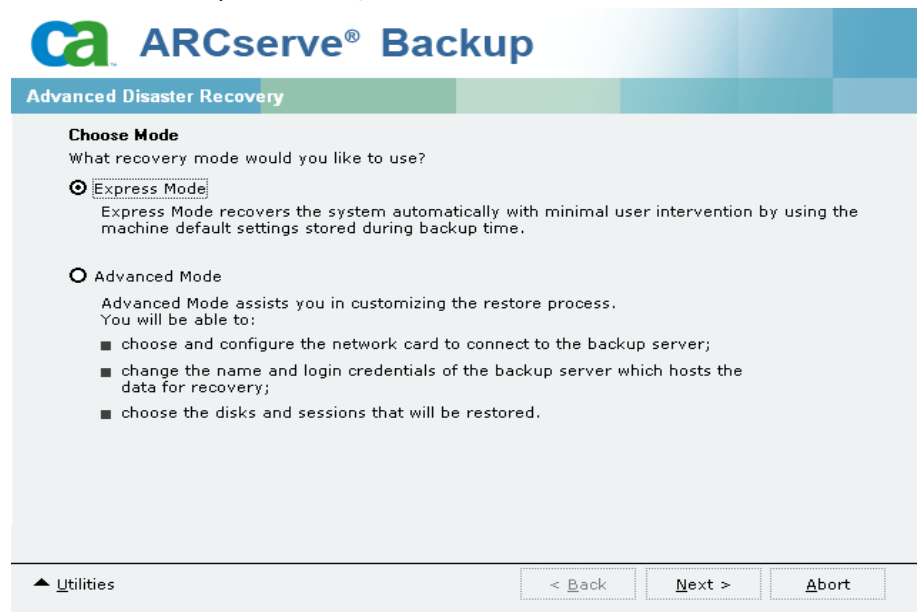 ca ARCserve® Backup
Advanced Disaster Recovery
Choose Mode
What recovery mode would you like to use?
Express Mode
Express Mode recovers the system automatically with minimal user intervention by using the
machine default settings stored during backup time.
Advanced Mode
Advanced Mode assists you in customizing the restore process.
You will be able to:
choose and configure the network card to connect to the backup server;
change the name and login credentials of the backup server which hosts the
data for recovery;
choose the disks and sessions that will be restored.
Utilities
< Back
Next >
Abort